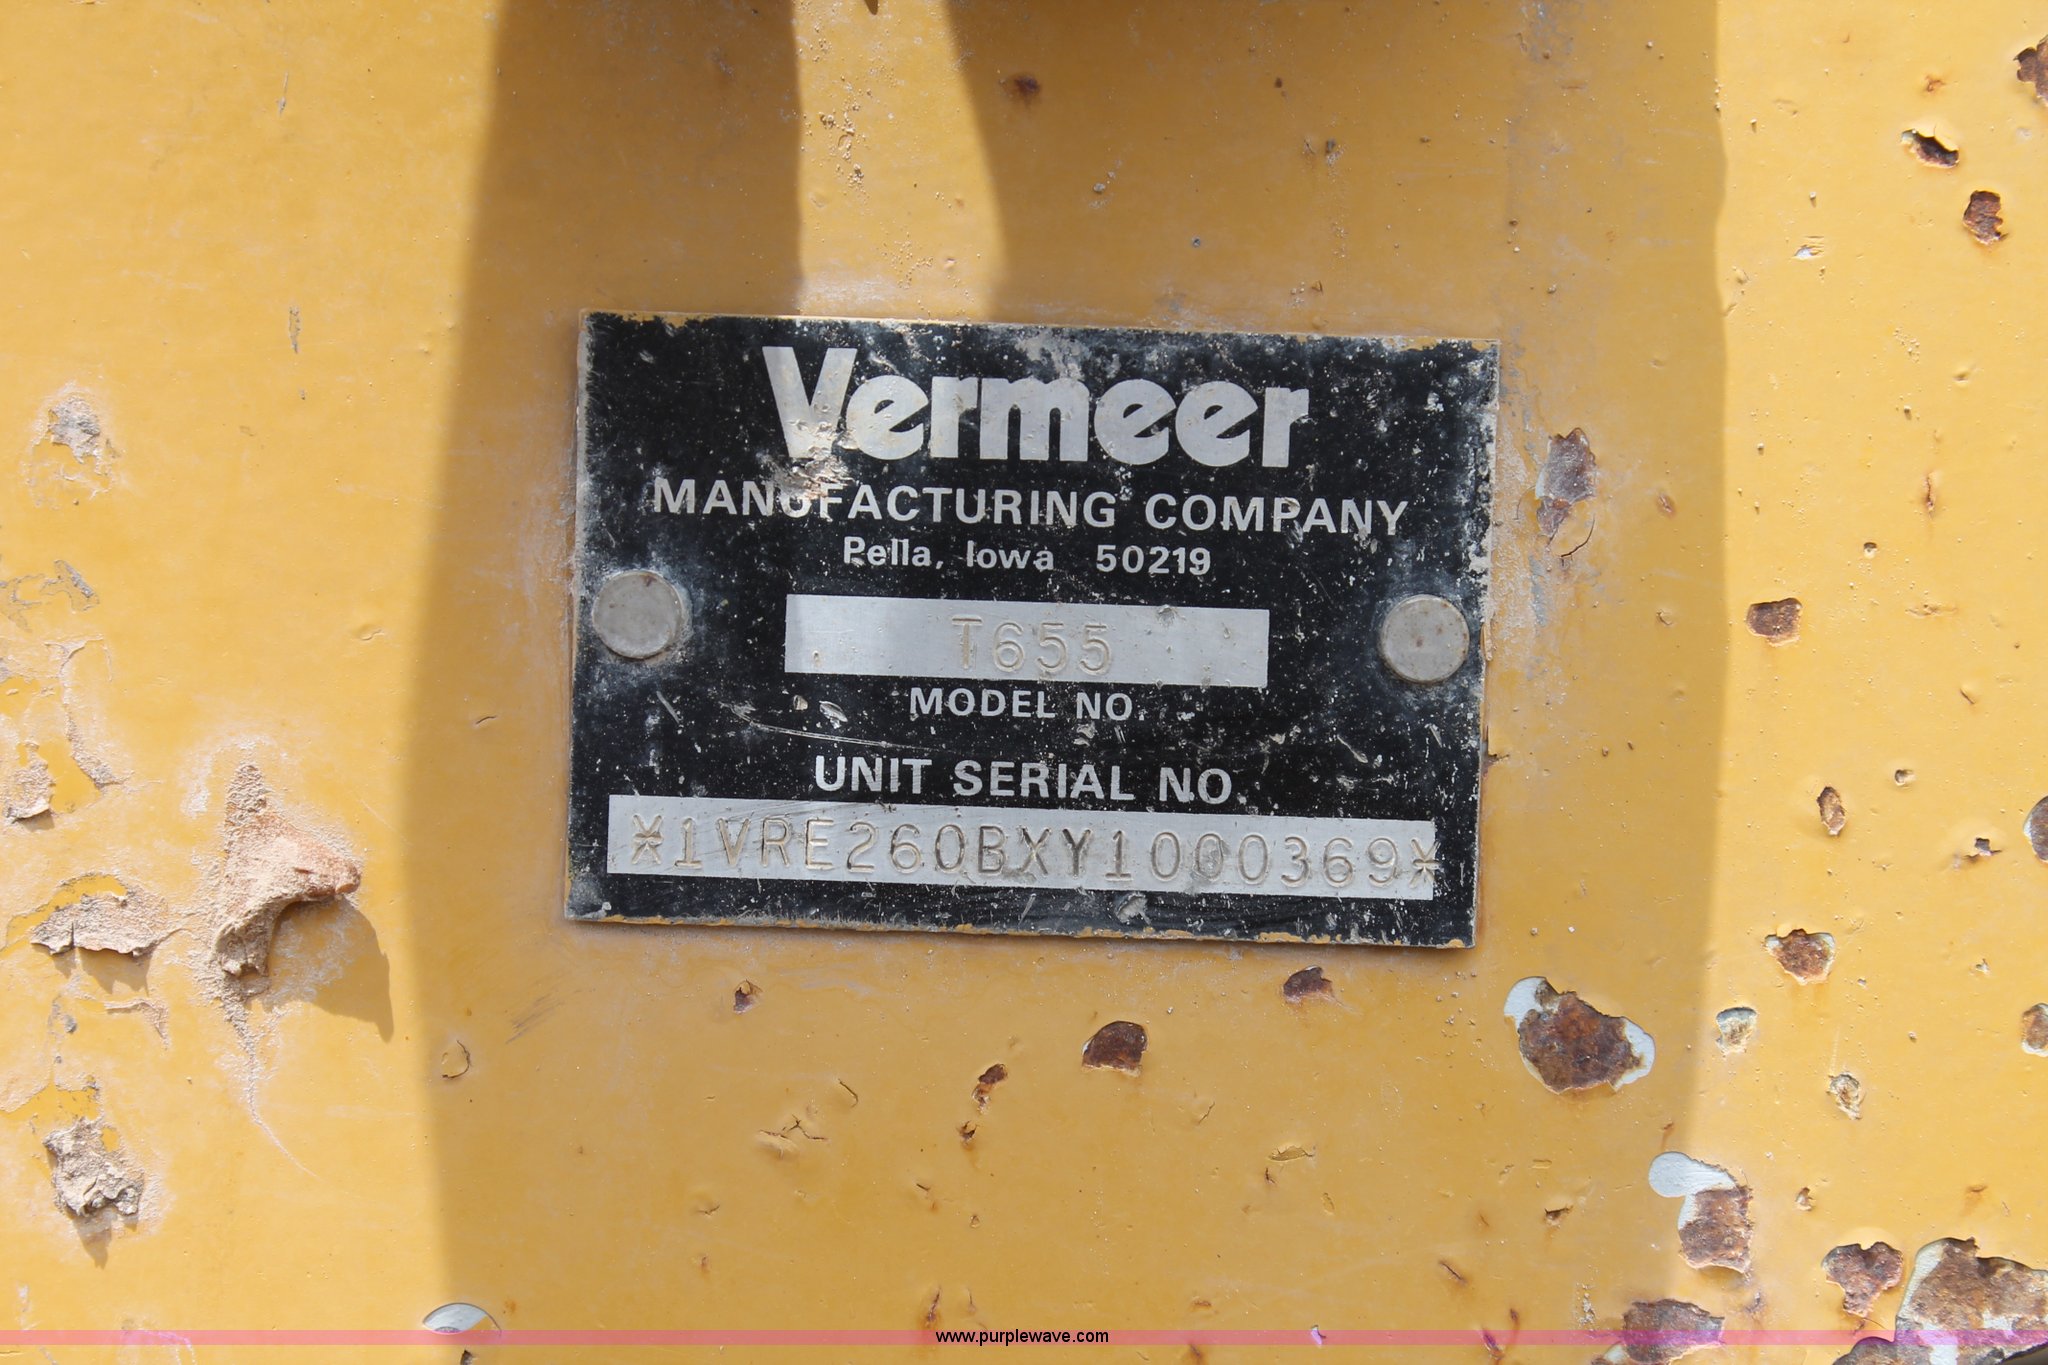 Vermeer
MANUFACTURING COMPANY
Pella, Iowa 50219
T655
MODEL NO.
UNIT SERIAL NO.
*1VRE260BXY1000369*
www.purplewave.com